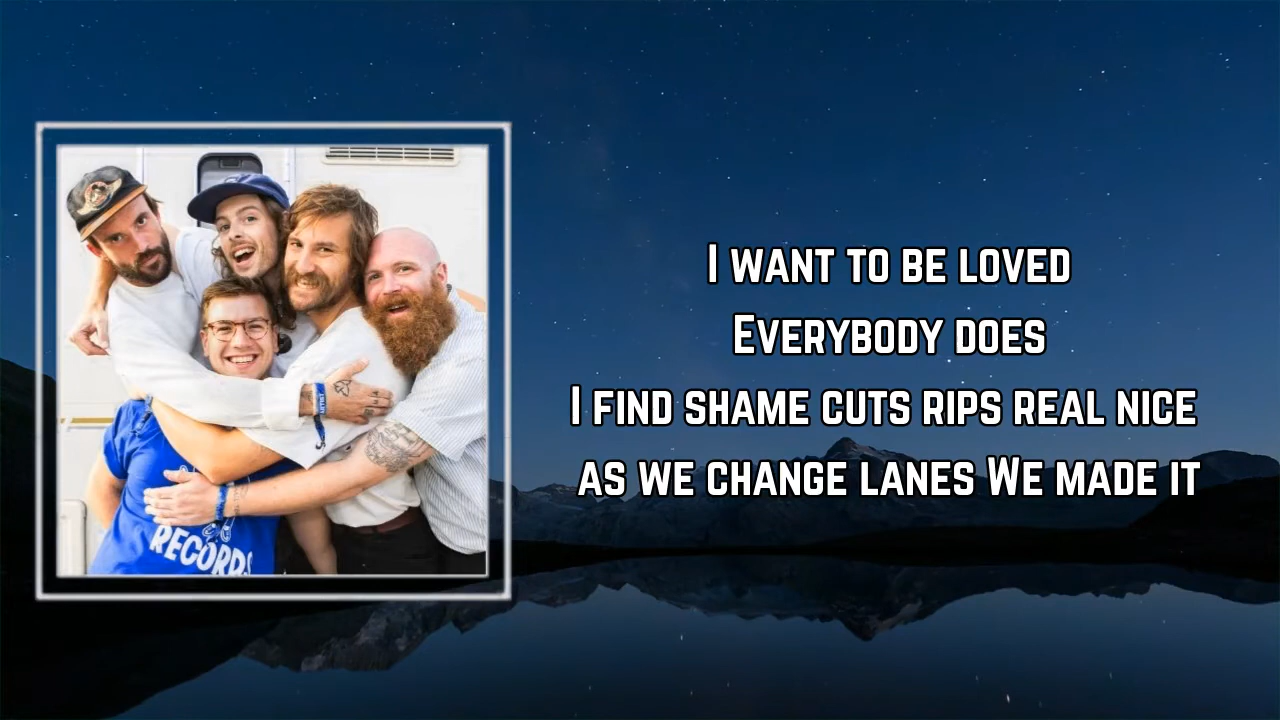 I want to be loved
Everybody does
I find shame cuts rips real nice
as we change lanes We made it
RECORDS